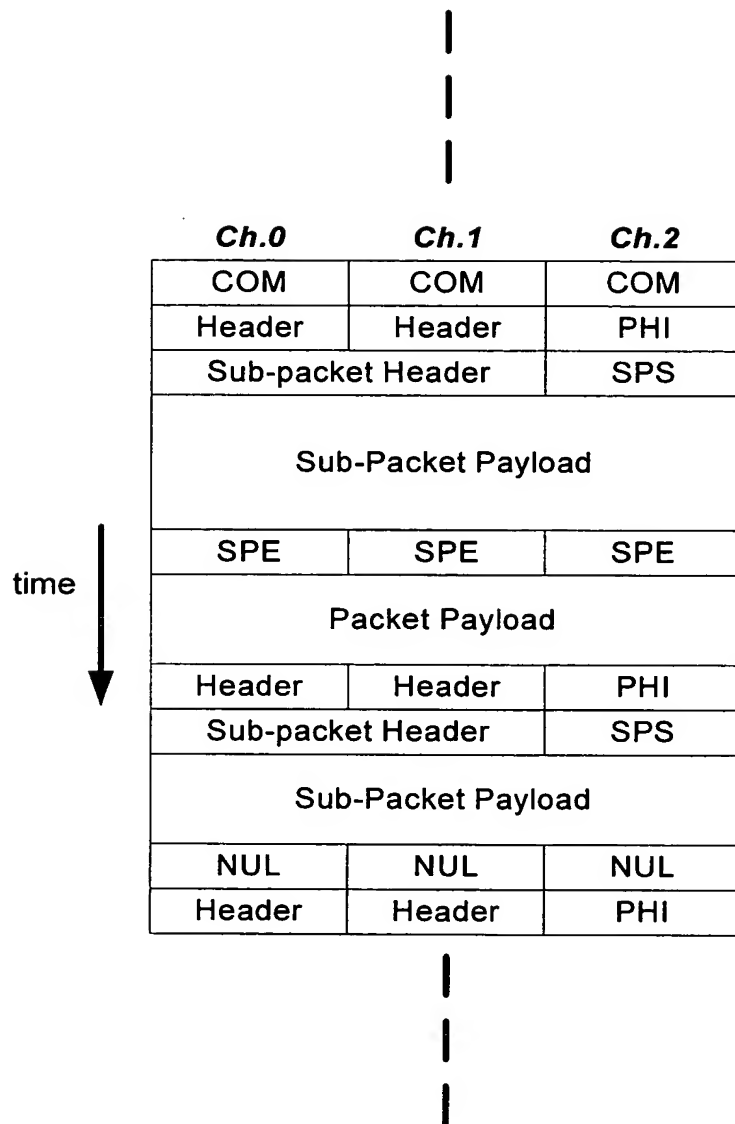 Ch.0 Ch.1 Ch.2
COM COM COM
Header Header PHI
Sub-packet Header SPS
Sub-Packet Payload
SPE SPE SPE
time
Packet Payload
Header Header PHI
Sub-packet Header SPS
Sub-Packet Payload
NUL NUL NUL
Header Header PHI